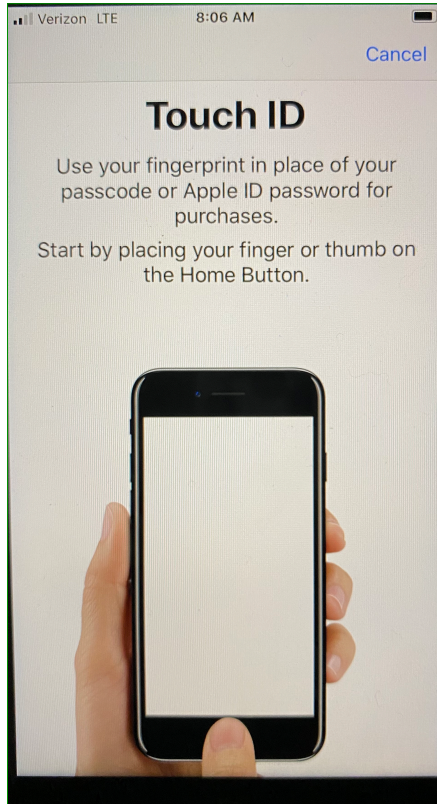 Verizon LTE 8:06 AM
Cancel
Touch ID
Use your fingerprint in place of your
passcode or Apple ID password for
purchases.
Start by placing your finger or thumb on
the Home Button.